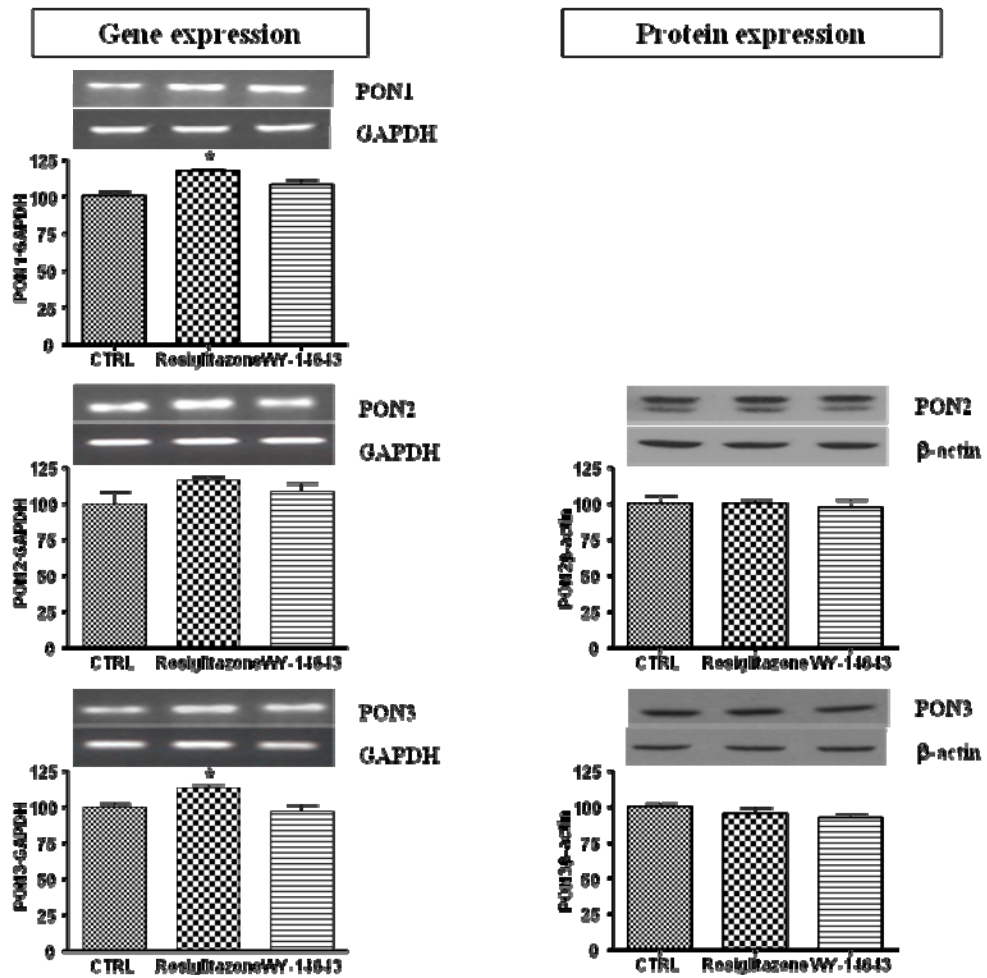 Gene expression
PON1
GAPDH
*
PON1-GAPDH
125
100
75
50
25
0
CTRL Rosiglitazone WY-14643
PON2
GAPDH
PON2-GAPDH
125
100
75
50
25
0
CTRL Rosiglitazone WY-14643
PON3
GAPDH
*
PON3-GAPDH
125
100
75
50
25
0
CTRL Rosiglitazone WY-14643
Protein expression
PON2
β-actin
PON2β-actin
125
100
75
50
25
0
CTRL Rosiglitazone WY-14643
PON3
β-actin
PON3β-actin
125
100
75
50
25
0
CTRL Rosiglitazone WY-14643